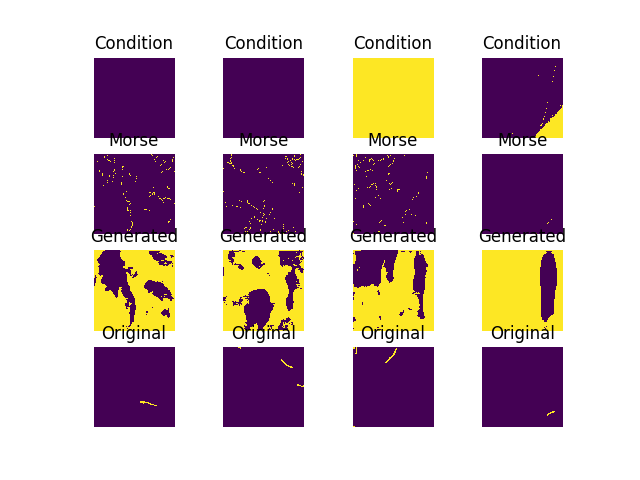 Condition Condition Condition Condition
Morse Morse Morse Morse
Generated Generated Generated Generated
Original Original Original Original